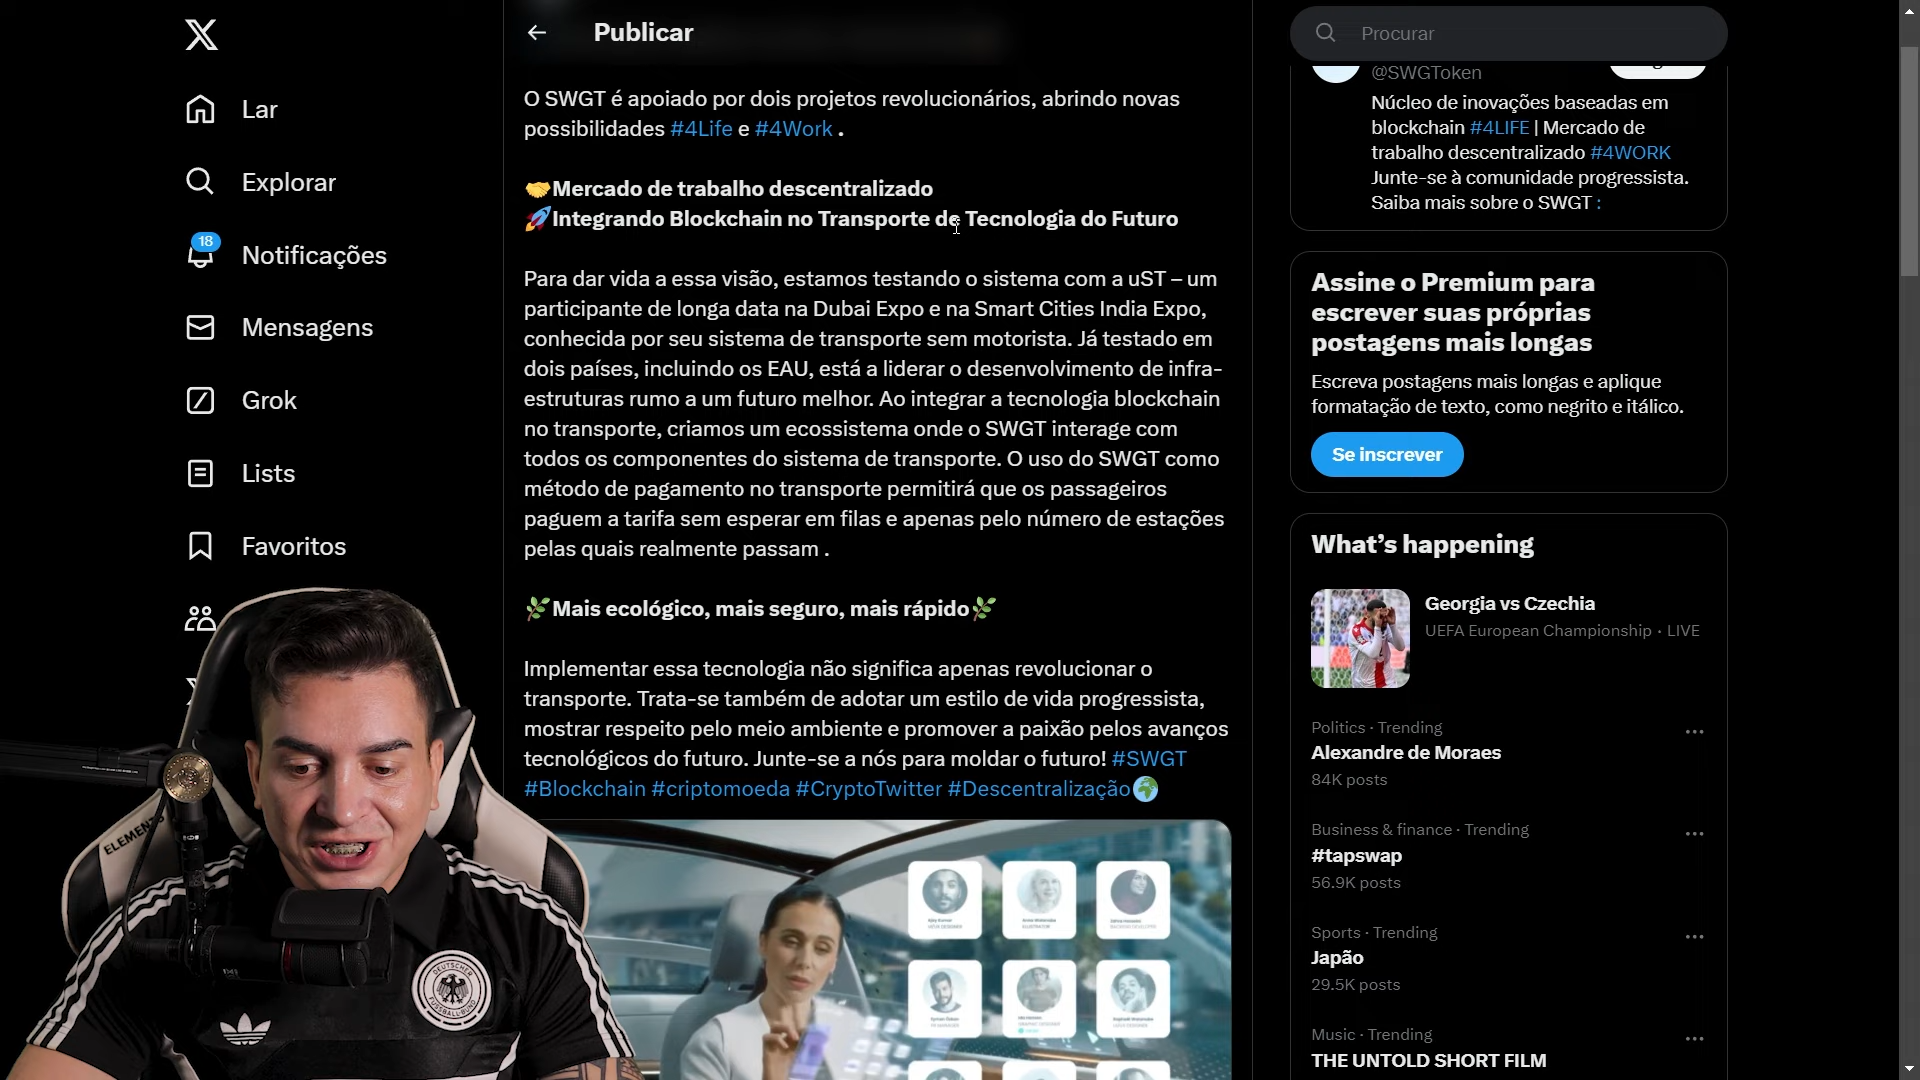 Publicar
O SWGT é apoiado por dois projetos revolucionários, abrindo novas
possibilidades #4Life e #4Work .
🤝Mercado de trabalho descentralizado
🚀Integrando Blockchain no Transporte de Tecnologia do Futuro
Para dar vida a essa visão, estamos testando o sistema com a uST – um
participante de longa data na Dubai Expo e na Smart Cities India Expo,
conhecida por seu sistema de transporte sem motorista. Já testado em
dois países, incluindo os EAU, está a liderar o desenvolvimento de infra-
estruturas rumo a um futuro melhor. Ao integrar a tecnologia blockchain
no transporte, criamos um ecossistema onde o SWGT interage com
todos os componentes do sistema de transporte. O uso do SWGT como
método de pagamento no transporte permitirá que os passageiros
paguem a tarifa sem esperar em filas e apenas pelo número de estações
pelas quais realmente passam .
🌿Mais ecológico, mais seguro, mais rápido🌿
Implementar essa tecnologia não significa apenas revolucionar o
transporte. Trata-se também de adotar um estilo de vida progressista,
mostrar respeito pelo meio ambiente e promover a paixão pelos avanços
tecnológicos do futuro. Junte-se a nós para moldar o futuro! #SWGT
#Blockchain #criptomoeda #CryptoTwitter #Descentralização🌍
Lar
Explorar
18
Notificações
Mensagens
Grok
Lists
Favoritos
ELEMENTS
DEUTSCHER
FUSSBALL-BUND
adidas
Procurar
@SWGToken
Núcleo de inovações baseadas em
blockchain #4LIFE | Mercado de
trabalho descentralizado #4WORK
Junte-se à comunidade progressista.
Saiba mais sobre o SWGT :
Assine o Premium para
escrever suas próprias
postagens mais longas
Escreva postagens mais longas e aplique
formatação de texto, como negrito e itálico.
Se inscrever
What's happening
Georgia vs Czechia
UEFA European Championship · LIVE
Politics · Trending
Alexandre de Moraes
84K posts
Business & finance · Trending
#tapswap
56.9K posts
Sports · Trending
Japão
29.5K posts
Music · Trending
THE UNTOLD SHORT FILM